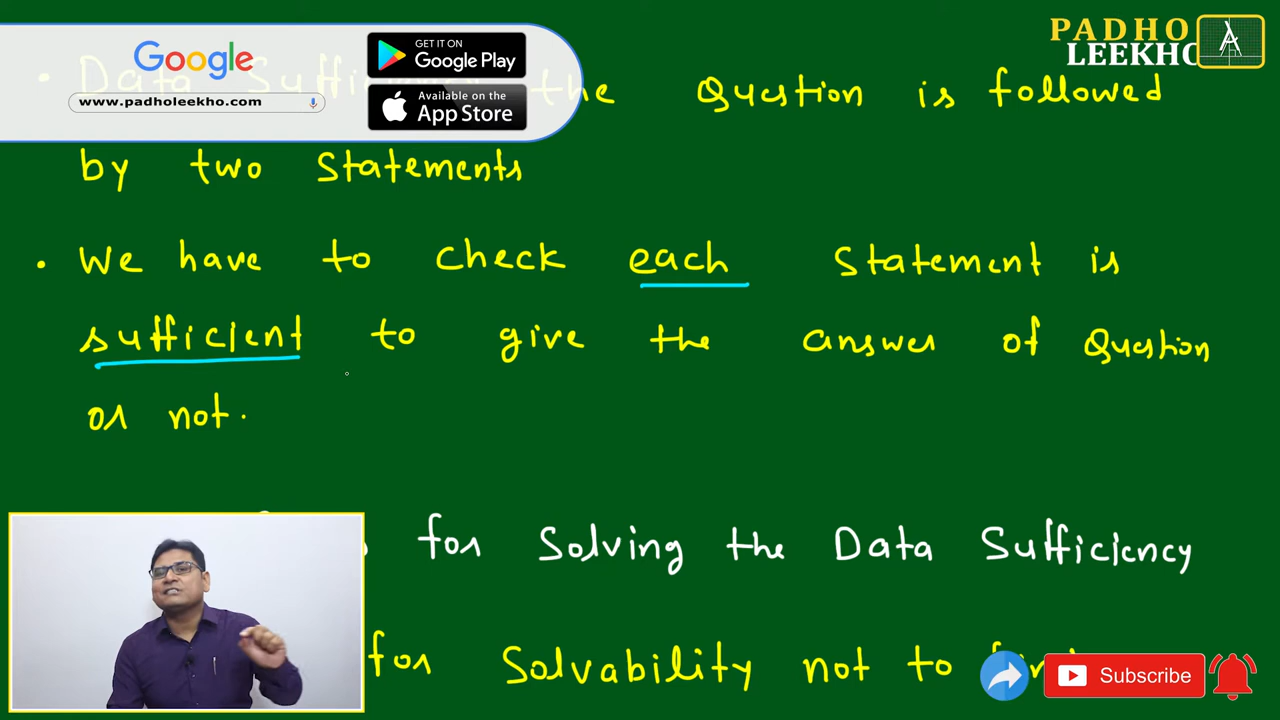 PADHO
LEEKHO
Google
GET IT ON
Google Play
www.padholeekho.com
Available on the
App Store
• Data Sufficiency the Question is followed
by two statements
• We have to check each statement is
sufficient to give the answer of Question
or not.
for Solving the Data Sufficiency
for Solvability not to
Subscribe